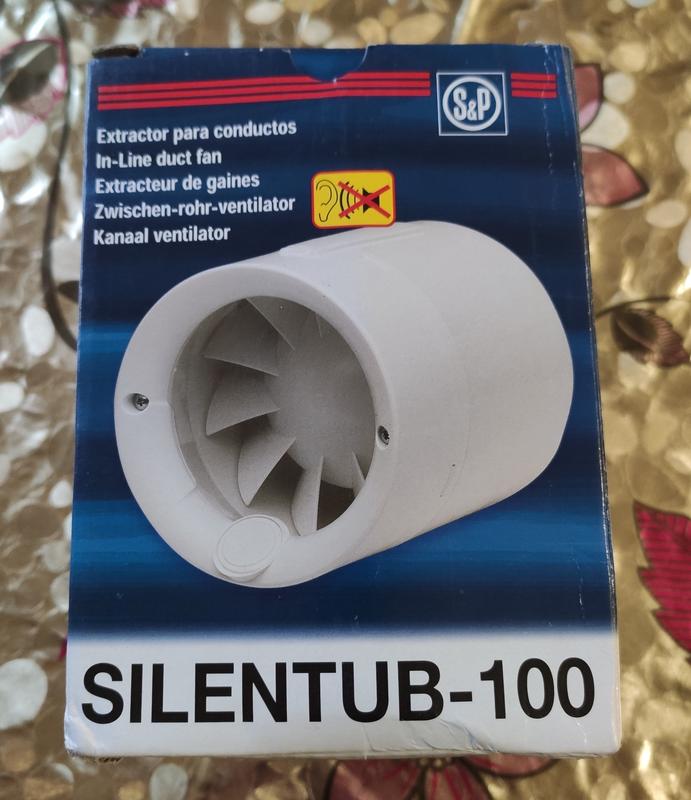 S&P
Extractor para conductos
In-Line duct fan
Extracteur de gaines
Zwischen-rohr-ventilator
Kanaal ventilator
SILENTUB-100